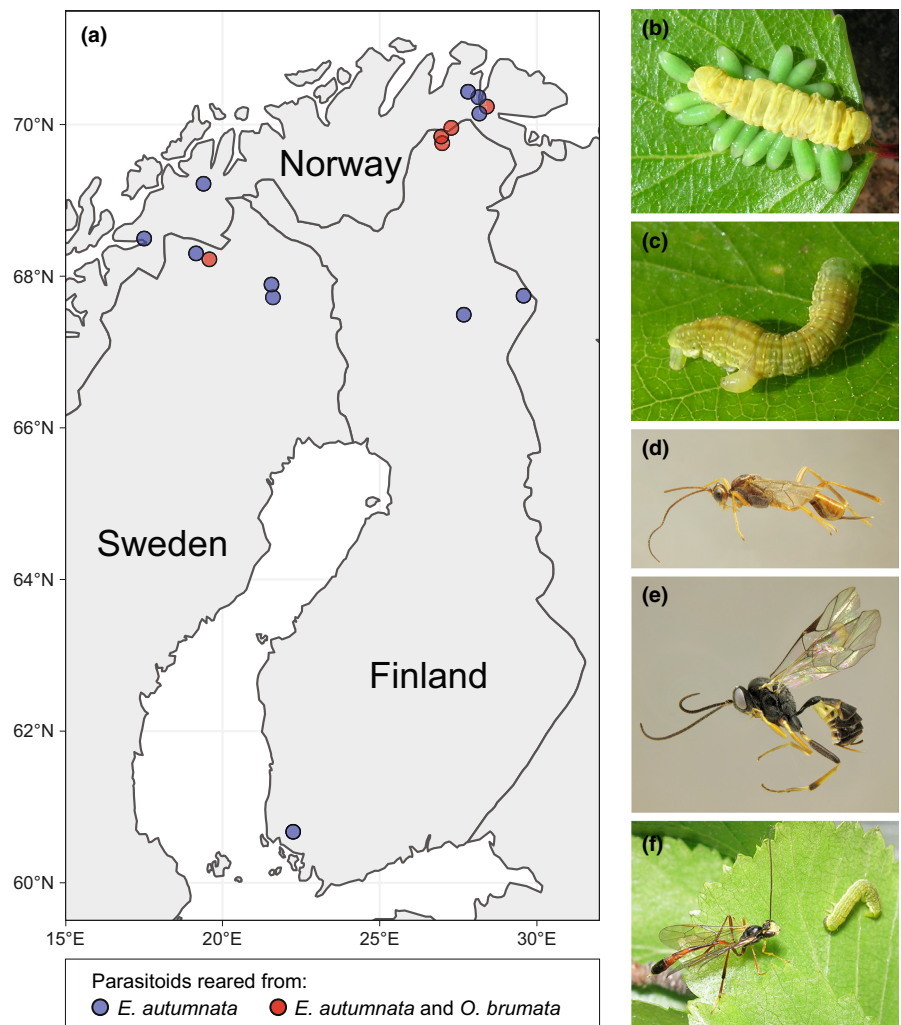 (a)
70°N
68°N
66°N
64°N
62°N
60°N
15°E 20°E 25°E 30°E
Norway
Sweden
Finland
Parasitoids reared from:
E. autumnata E. autumnata and O. brumata
(b)
(c)
(d)
(e)
(f)